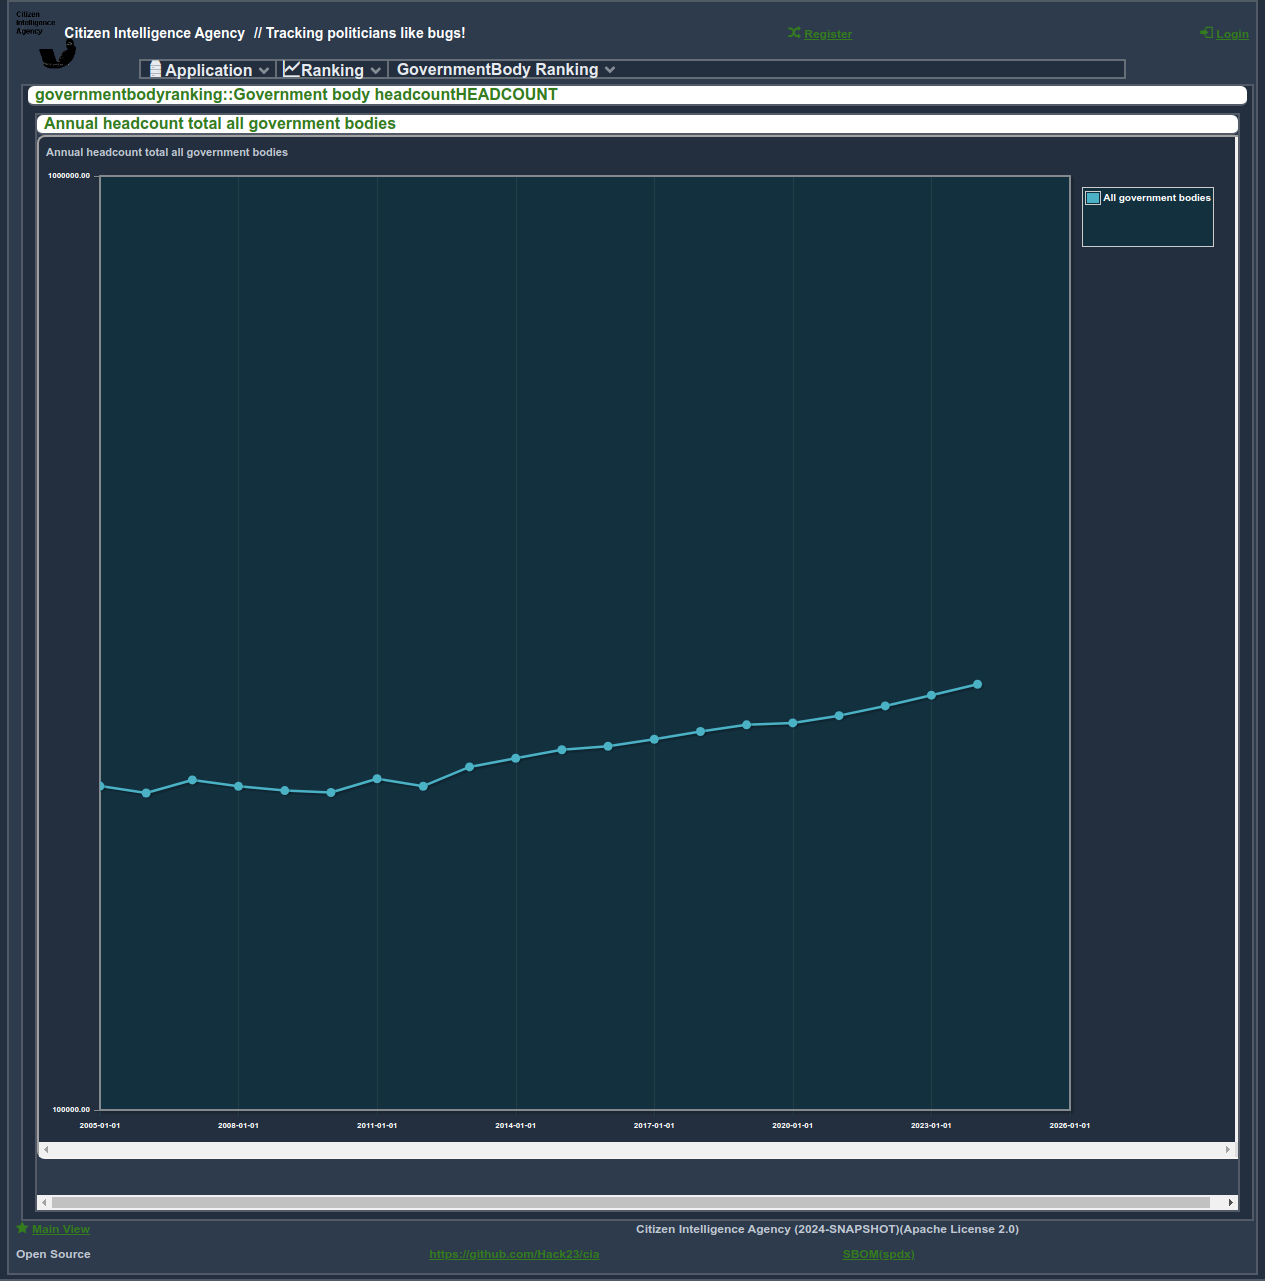 Citizen
Intelligence
Agency
Citizen Intelligence Agency // Tracking politicians like bugs!
Register
Login
Application
Ranking
GovernmentBody Ranking
governmentbodyranking::Government body headcountHEADCOUNT
Annual headcount total all government bodies
Annual headcount total all government bodies
1000000.00
All government bodies
100000.00
2005-01-01
2008-01-01
2011-01-01
2014-01-01
2017-01-01
2020-01-01
2023-01-01
2026-01-01
Main View
Citizen Intelligence Agency (2024-SNAPSHOT)(Apache License 2.0)
Open Source
https://github.com/Hack23/cia
SBOM(spdx)